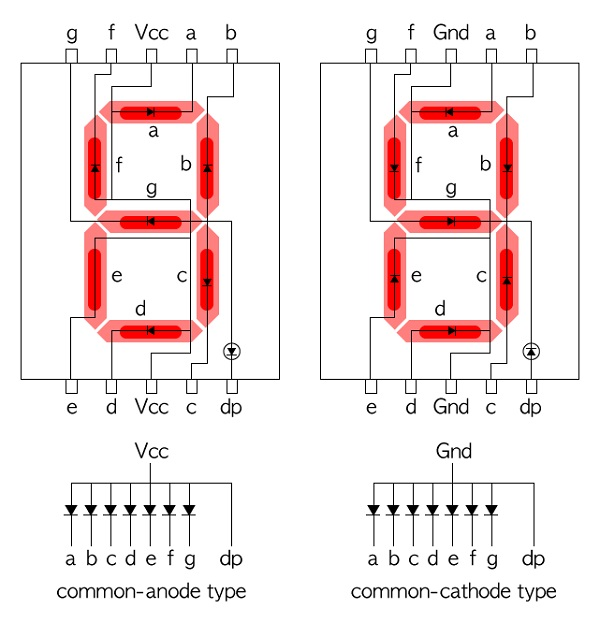 g f Vcc a b
g f Gnd a b
a
f
b
g
e
c
d
a
f
b
g
e
c
d
e d Vcc c dp
e d Gnd c dp
Vcc
a b c d e f g dp
common-anode type
Gnd
a b c d e f g dp
common-cathode type